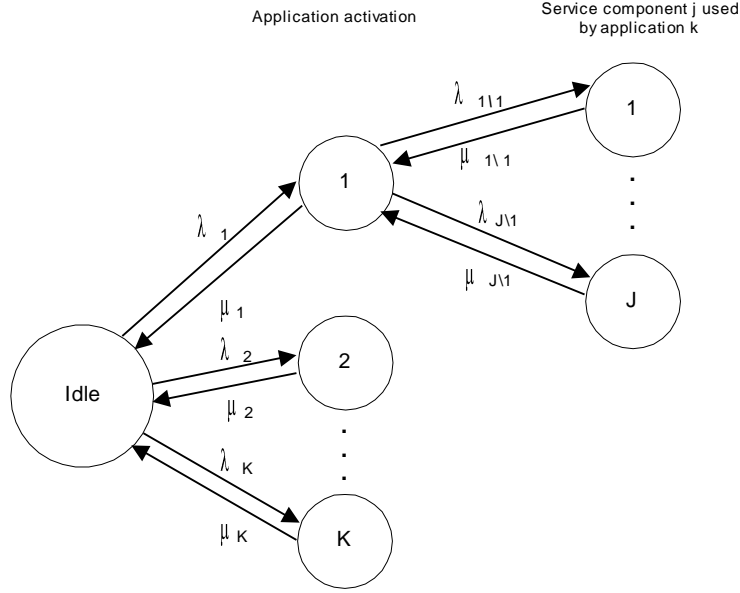 Application activation
Service component j used
by application k
λ 1\1
1
μ 1\ 1
1
λ 1
λ J\1
μ J\1
J
μ 1
λ 2
2
μ 2
Idle
λ K
μ K
K